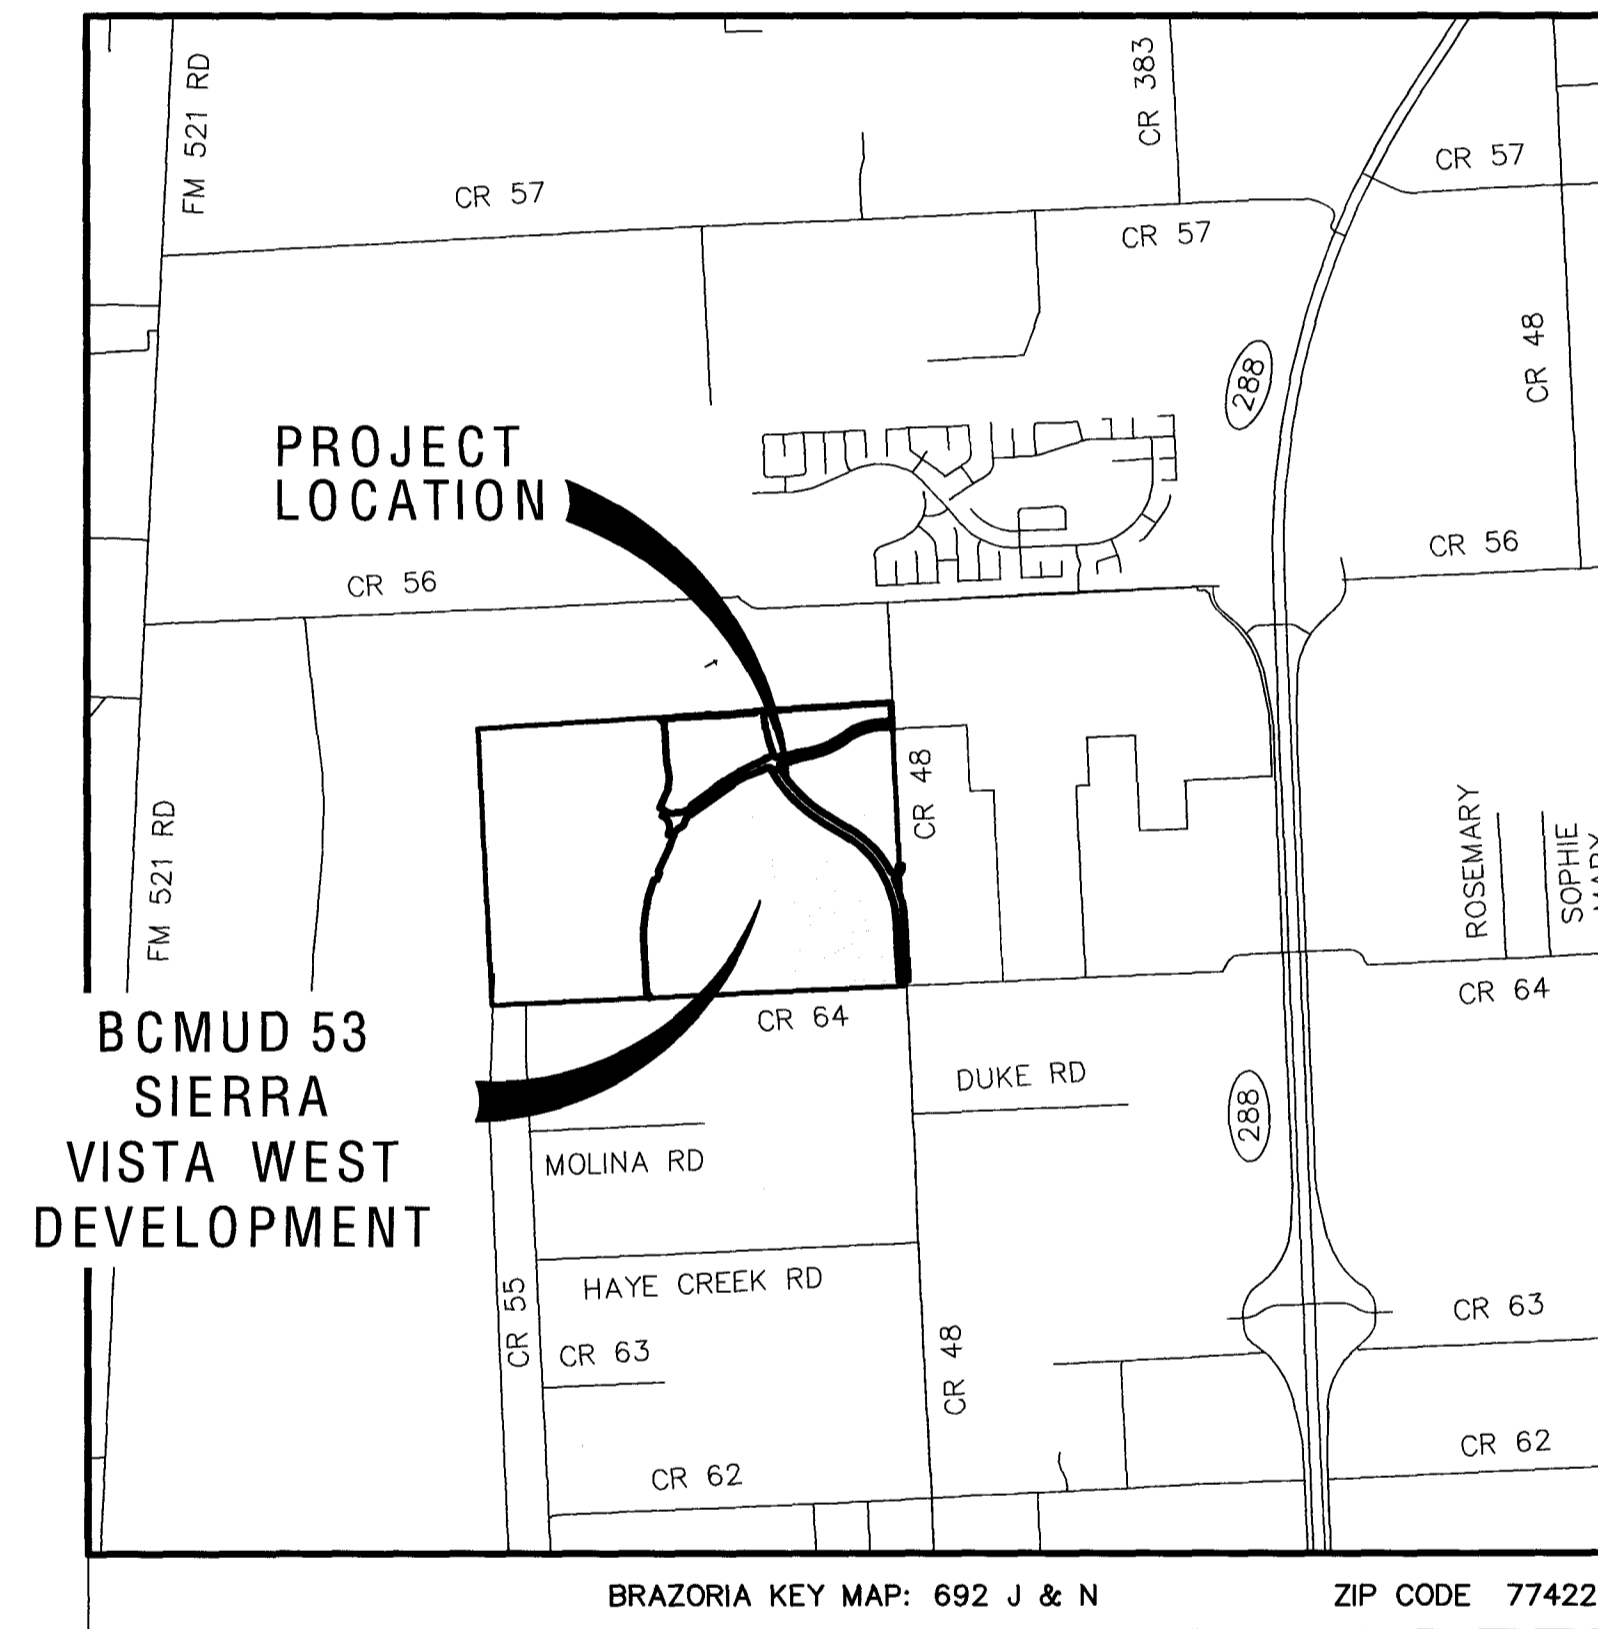 FM 521 RD
CR 383
CR 57
CR 57
CR 57
CR 48
288
PROJECT
LOCATION
CR 56
CR 56
CR 48
FM 521 RD
ROSEMARY
SOPHIE
CR 64
CR 64
BCMUD 53
SIERRA
VISTA WEST
DEVELOPMENT
DUKE RD
288
MOLINA RD
HAYE CREEK RD
CR 55
CR 63
CR 63
CR 48
CR 62
CR 62
BRAZORIA KEY MAP: 692 J & N
ZIP CODE 77422